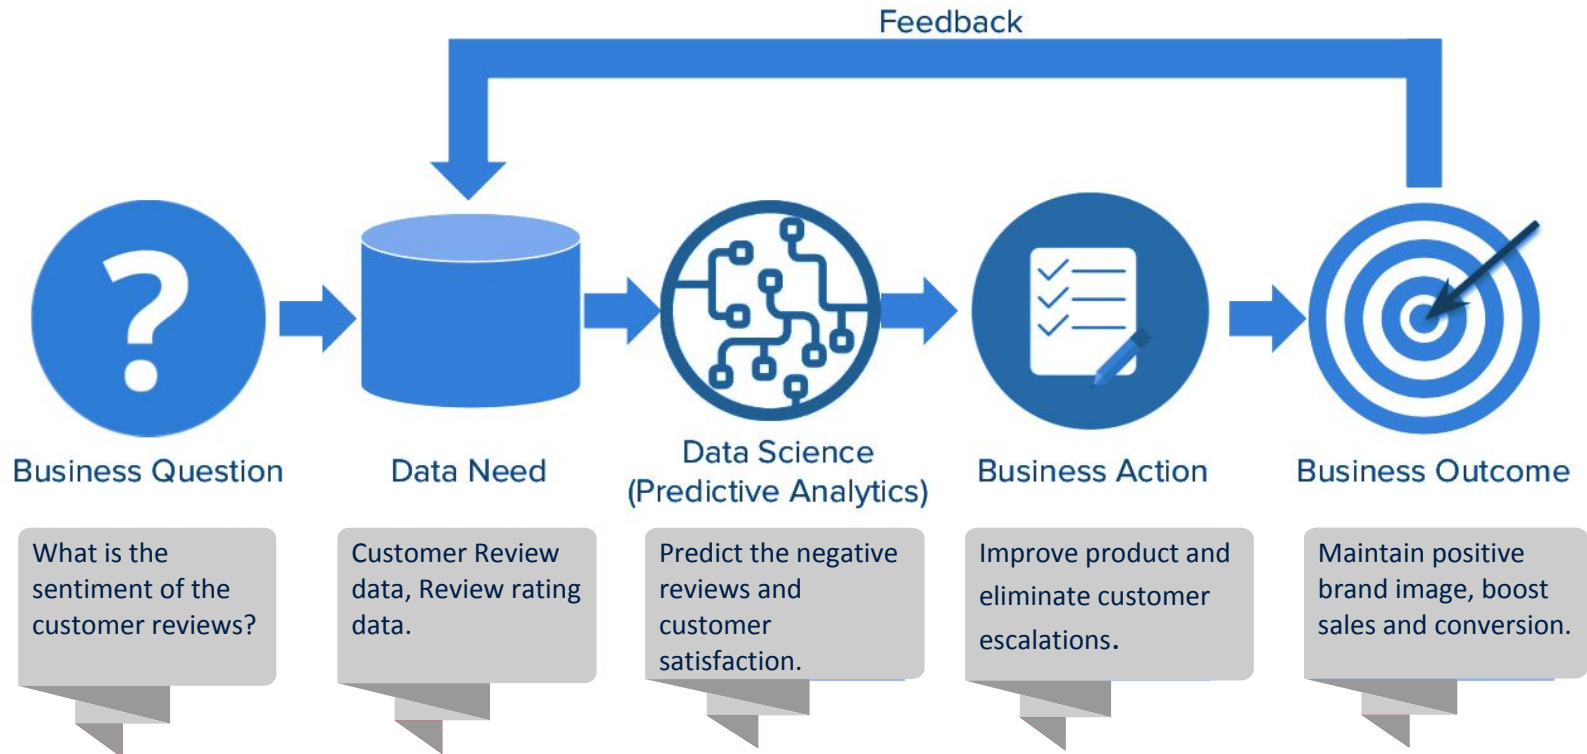 Feedback
Business Question
Data Need
Data Science
(Predictive Analytics)
Business Action
Business Outcome
What is the
sentiment of the
customer reviews?
Customer Review
data, Review rating
data.
Predict the negative
reviews and
customer
satisfaction.
Improve product and
eliminate customer
escalations.
Maintain positive
brand image, boost
sales and conversion.